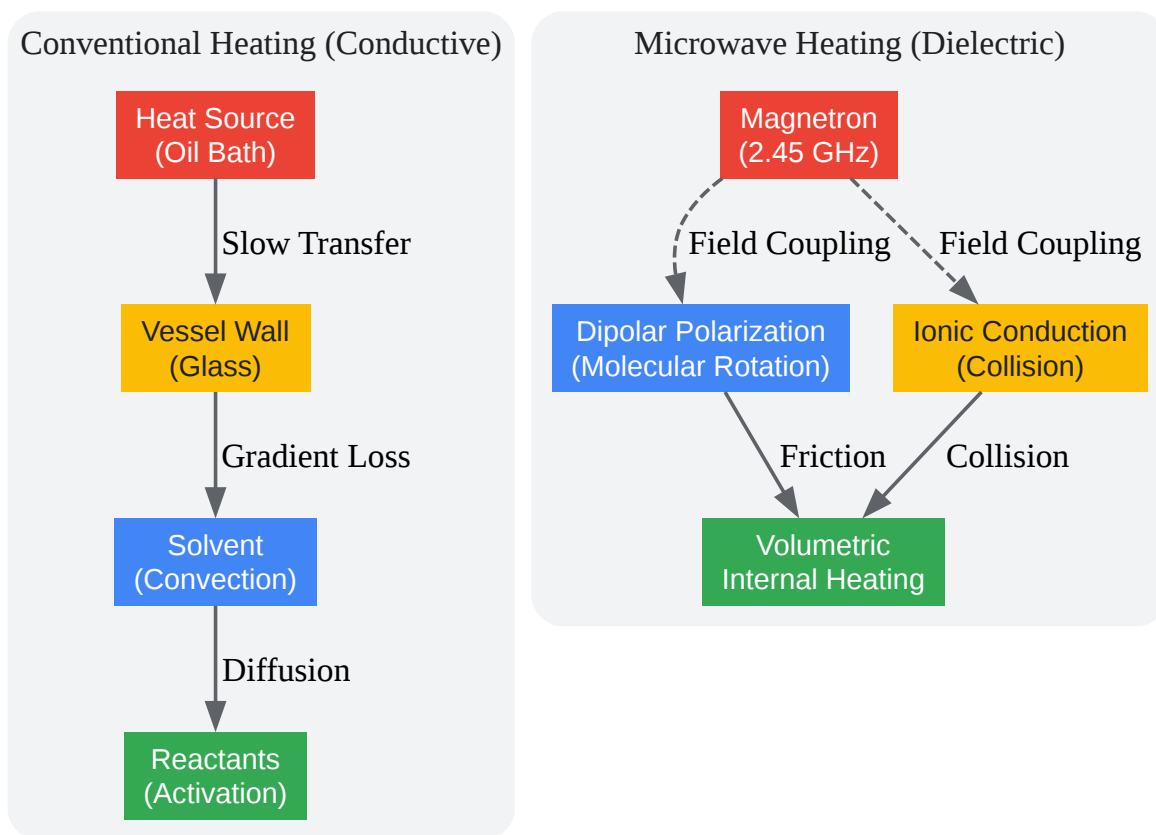 Conventional Heating (Conductive)
Heat Source
(Oil Bath)
Slow Transfer
Vessel Wall
(Glass)
Gradient Loss
Solvent
(Convection)
Diffusion
Reactants
(Activation)
Microwave Heating (Dielectric)
Magnetron
(2.45 GHz)
Field Coupling
Field Coupling
Dipolar Polarization
(Molecular Rotation)
Ionic Conduction
(Collision)
Friction
Collision
Volumetric
Internal Heating